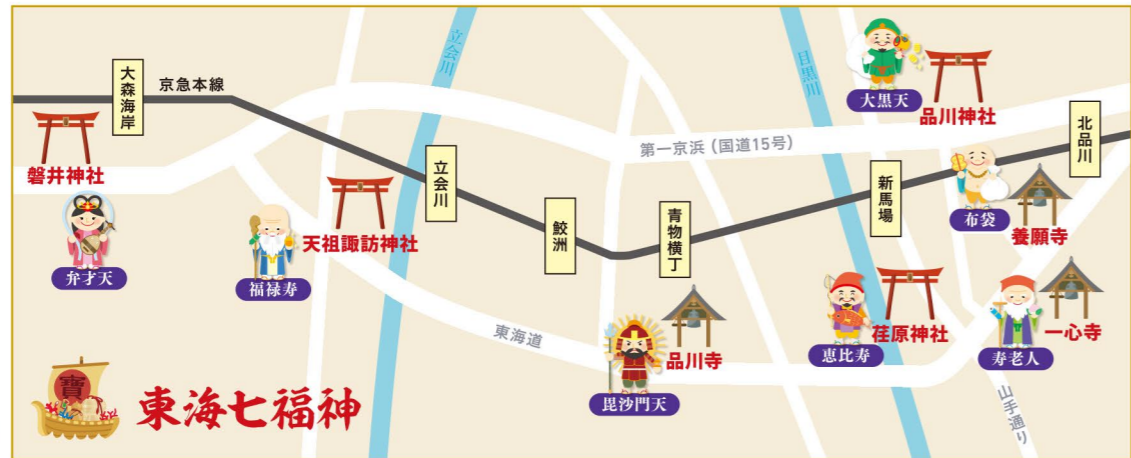 大森海岸
京急本線
磐井神社
弁才天
福禄寿
天祖諏訪神社
立会川
立会川
鮫洲
青物横丁
第一京浜（国道15号）
目黒川
大黒天
品川神社
北品川
新馬場
布袋
養願寺
東海道
毘沙門天
品川寺
恵比寿
荏原神社
寿老人
一心寺
山手通り
寶
東海七福神